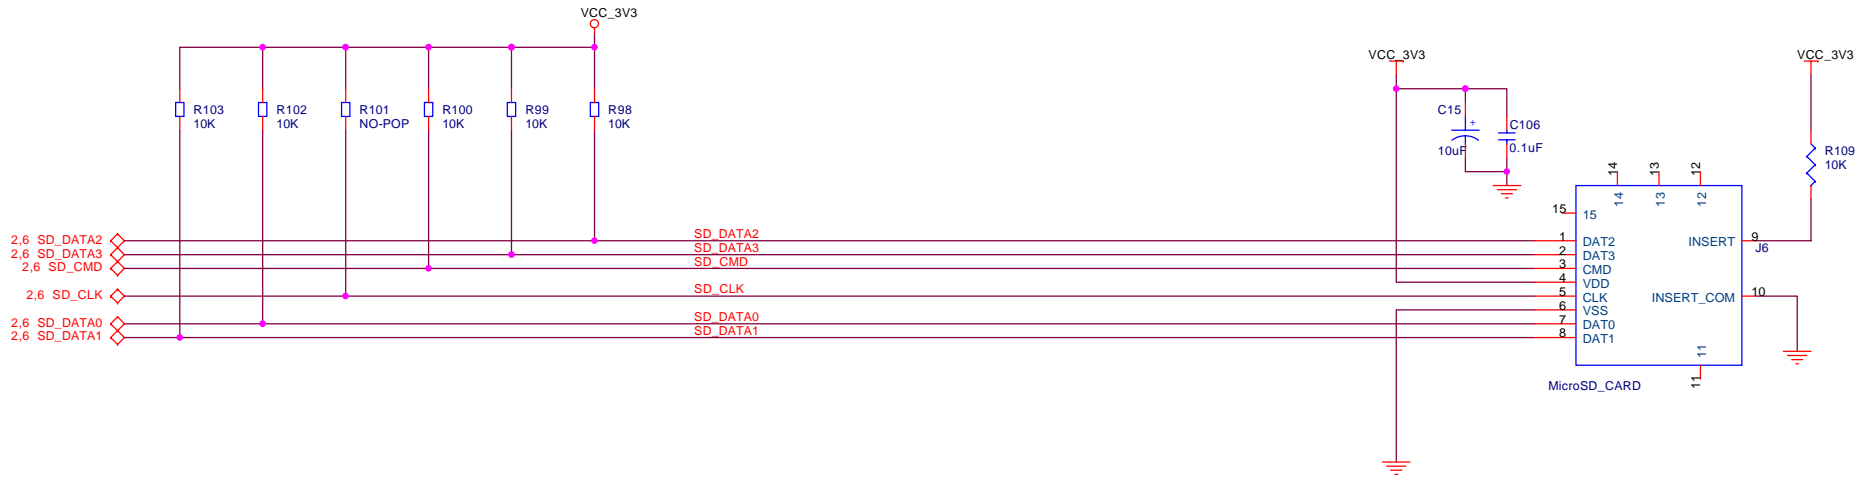 VCC_3V3
VCC_3V3
VCC_3V3
R103
10K
R102
10K
R101
NO-POP
R100
10K
R99
10K
R98
10K
C15
+
10uF
C106
0.1uF
R109
10K
14
13
12
14
13
12
15
15
2,6 SD_DATA2
SD_DATA2
1
DAT2
INSERT
9
J6
2,6 SD_DATA3
SD_DATA3
2
DAT3
2,6 SD_CMD
SD_CMD
3
CMD
4
VDD
2,6 SD_CLK
SD_CLK
5
CLK
INSERT_COM
10
6
VSS
2,6 SD_DATA0
SD_DATA0
7
DAT0
2,6 SD_DATA1
SD_DATA1
8
DAT1
11
11
MicroSD_CARD